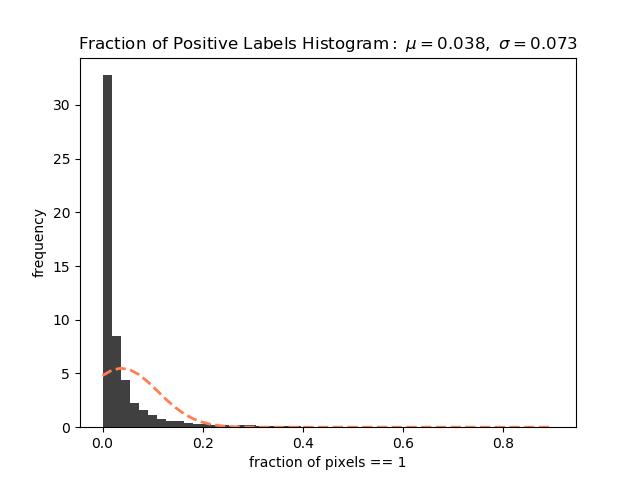 Fraction of Positive Labels Histogram : μ = 0.038, σ = 0.073
frequency
30
25
20
15
10
5
0
0.0 0.2 0.4 0.6 0.8
fraction of pixels == 1